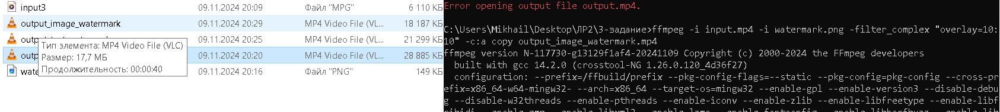 input3 09.11.2024 20:09 Файл "MPG" 6 110 КБ
output_image_watermark 09.11.2024 20:29 MP4 Video File (VL... 18 187 КБ
09.11.2024 20:25 MP4 Video File (VL... 21 299 КБ
outp 09.11.2024 20:20 MP4 Video File (VL... 28 885 КБ
wate 09.11.2024 20:16 Файл "PNG" 149 КБ
Тип элемента: MP4 Video File (VLC)
Размер: 17,7 МБ
Продолжительность: 00:00:40
Error opening output file output.mp4.
C:\Users\Mikhail\Desktop\ЛР2\3-задание>ffmpeg -i input.mp4 -i watermark.png -filter_complex "overlay=10:
10" -c:a copy output_image_watermark.mp4
ffmpeg version N-117730-g13129f1af4-20241109 Copyright (c) 2000-2024 the FFmpeg developers
built with gcc 14.2.0 (crosstool-NG 1.26.0.120_4d36f27)
configuration: --prefix=/ffbuild/prefix --pkg-config-flags=--static --pkg-config=pkg-config --cross-pr
efix=x86_64-w64-mingw32- --arch=x86_64 --target-os=mingw32 --enable-gpl --enable-version3 --disable-debu
g --disable-w32threads --enable-pthreads --enable-iconv --enable-zlib --enable-libfreetype --enable-libf